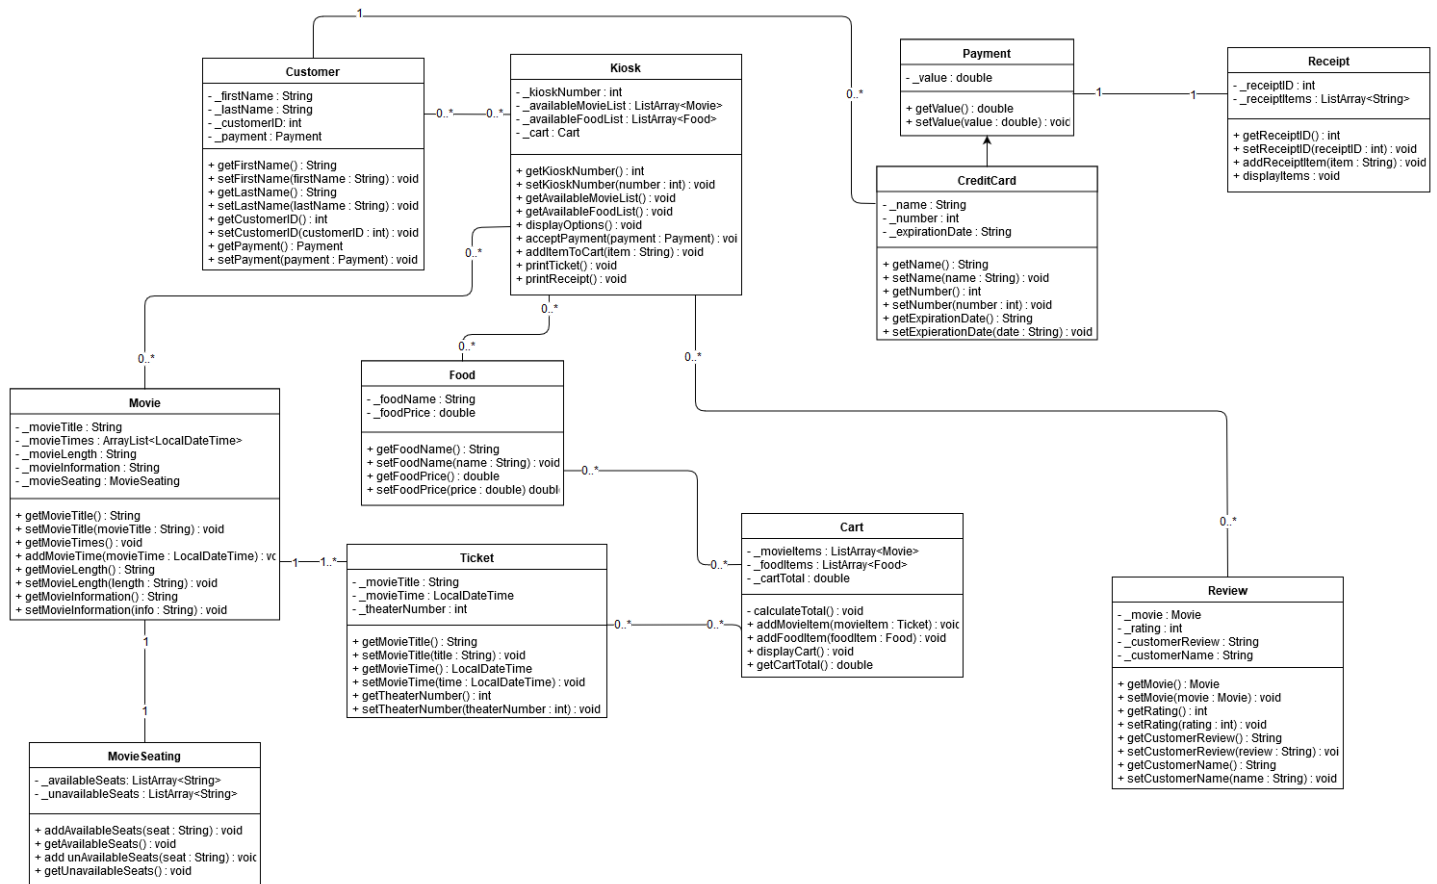 1
Customer
- _firstName : String
- _lastName : String
- _customerID: int
- _payment : Payment
+ getFirstName() : String
+ setFirstName(firstName : String) : void
+ getLastName() : String
+ setLastName(lastName : String) : void
+ getCustomerID() : int
+ setCustomerID(customerID : int) : void
+ getPayment() : Payment
+ setPayment(payment : Payment) : void
0..*
0..*
Kiosk
- _kioskNumber : int
- _availableMovieList : ListArray<Movie>
- _availableFoodList : ListArray<Food>
- _cart : Cart
+ getKioskNumber() : int
+ setKioskNumber(number : int) : void
+ getAvailableMovieList() : void
+ getAvailableFoodList() : void
+ displayOptions() : void
+ acceptPayment(payment : Payment) : voi
+ addItemToCart(item : String) : void
+ printTicket() : void
+ printReceipt() : void
0..*
Payment
- _value : double
+ getValue() : double
+ setValue(value : double) : void
1
1
Receipt
- _receiptID : int
- _receiptItems : ListArray<String>
+ getReceiptID() : int
+ setReceiptID(receiptID : int) : void
+ addReceiptItem(item : String) : void
+ displayItems : void
CreditCard
- _name : String
- _number : int
- _expirationDate : String
+ getName() : String
+ setName(name : String) : void
+ getNumber() : int
+ setNumber(number : int) : void
+ getExpirationDate() : String
+ setExpierationDate(date : String) : void
0..*
0..*
0..*
0..*
0..*
0..*
Food
- _foodName : String
- _foodPrice : double
+ getFoodName() : String
+ setFoodName(name : String) : void
+ getFoodPrice() : double
+ setFoodPrice(price : double) doubl
0..*
0..*
Movie
- _movieTitle : String
- _movieTimes : ArrayList<LocalDateTime>
- _movieLength : String
- _movieInformation : String
- _movieSeating : MovieSeating
+ getMovieTitle() : String
+ setMovieTitle(movieTitle : String) : void
+ getMovieTimes() : void
+ addMovieTime(movieTime : LocalDateTime) : vc
+ getMovieLength() : String
+ setMovieLength(length : String) : void
+ getMovieInformation() : String
+ setMovieInformation(info : String) : void
1
1..*
Ticket
- _movieTitle : String
- _movieTime : LocalDateTime
- _theaterNumber : int
+ getMovieTitle() : String
+ setMovieTitle(title : String) : void
+ getMovieTime() : LocalDateTime
+ setMovieTime(time : LocalDateTime) : void
+ getTheaterNumber() : int
+ setTheaterNumber(theaterNumber : int) : void
0..*
0..*
Cart
- _movieItems : ListArray<Movie>
- _foodItems : ListArray<Food>
- _cartTotal : double
- calculateTotal() : void
+ addMovieItem(movieItem : Ticket) : void
+ addFoodItem(foodItem : Food) : void
+ displayCart() : void
+ getCartTotal() : double
Review
- _movie : Movie
- _rating : int
- _customerReview : String
- _customerName : String
+ getMovie() : Movie
+ setMovie(movie : Movie) : void
+ getRating() : int
+ setRating(rating : int) : void
+ getCustomerReview() : String
+ setCustomerReview(review : String) : voi
+ getCustomerName() : String
+ setCustomerName(name : String) : void
1
1
MovieSeating
- _availableSeats: ListArray<String>
- _unavailableSeats : ListArray<String>
+ addAvailableSeats(seat : String) : void
+ getAvailableSeats() : void
+ add unAvailableSeats(seat : String) : voic
+ getUnavailableSeats() : void